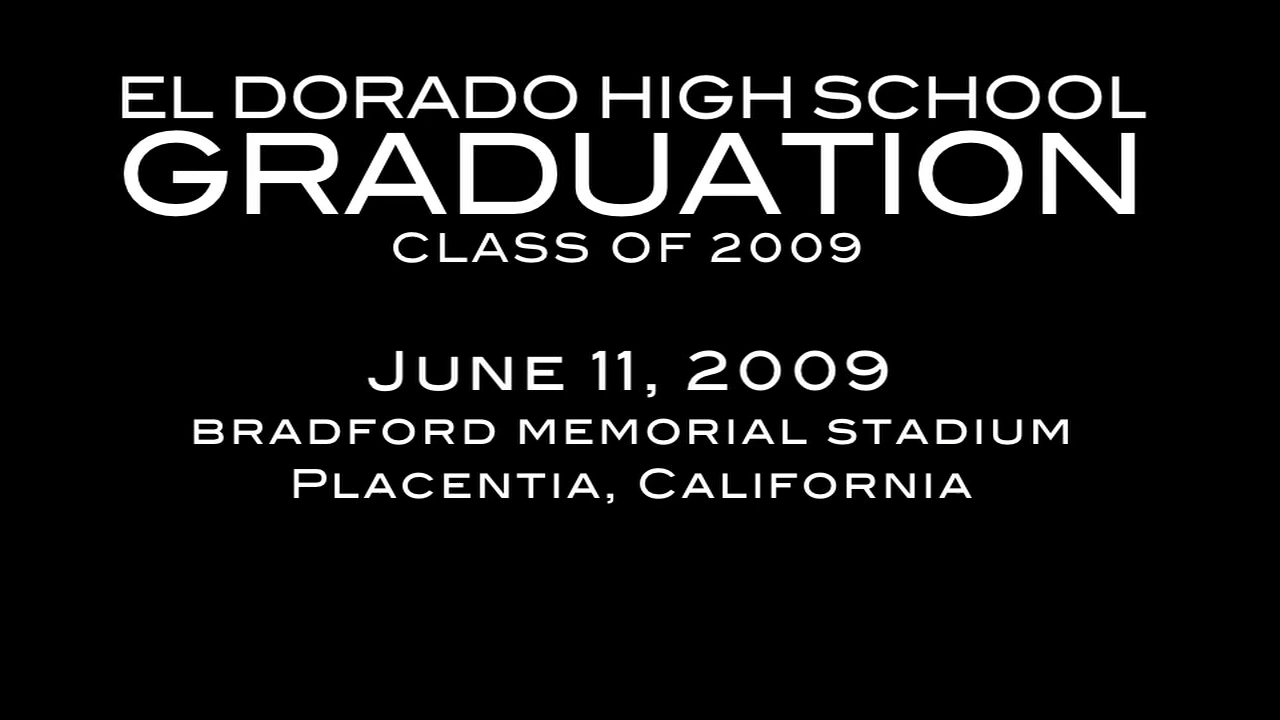 EL DORADO HIGH SCHOOL
GRADUATION
CLASS OF 2009
JUNE 11, 2009
BRADFORD MEMORIAL STADIUM
PLACENTIA, CALIFORNIA